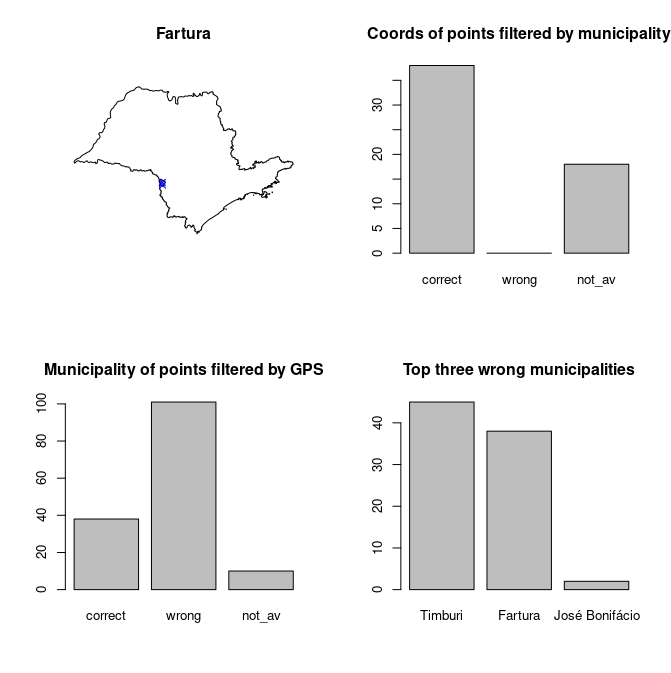 Fartura
Coords of points filtered by municipality
30
20
10
5
0
correct wrong not_av
Municipality of points filtered by GPS
100
80
60
40
20
0
correct wrong not_av
Top three wrong municipalities
40
30
20
10
0
Timburi Fartura José Bonifácio